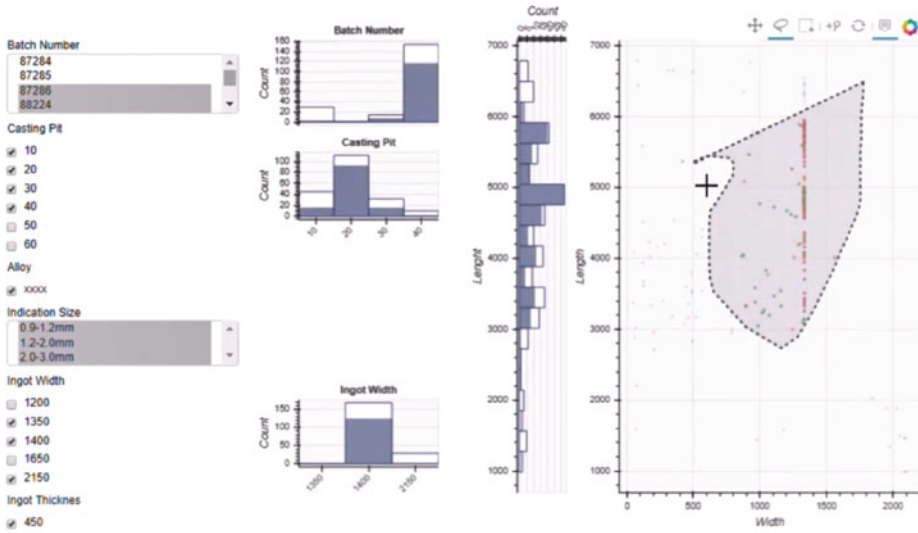 Batch Number
87284
87285
87286
88224
Casting Pit
10
20
30
40
50
60
Alloy
xxxx
Indication Size
0.9-1.2mm
1.2-2.0mm
2.0-3.0mm
Ingot Width
1200
1350
1400
1650
2150
Ingot Thicknes
450
Batch Number
Count
160
140
120
100
80
60
40
20
0
Casting Pit
Count
100
80
60
40
20
0
10
20
30
40
Ingot Width
Count
150
100
50
0
1350
1400
2150
Count
Lenght
7000
6000
5000
4000
3000
2000
1000
+P
Length
7000
6000
5000
4000
3000
2000
1000
0
500
1000
1500
2000
Width